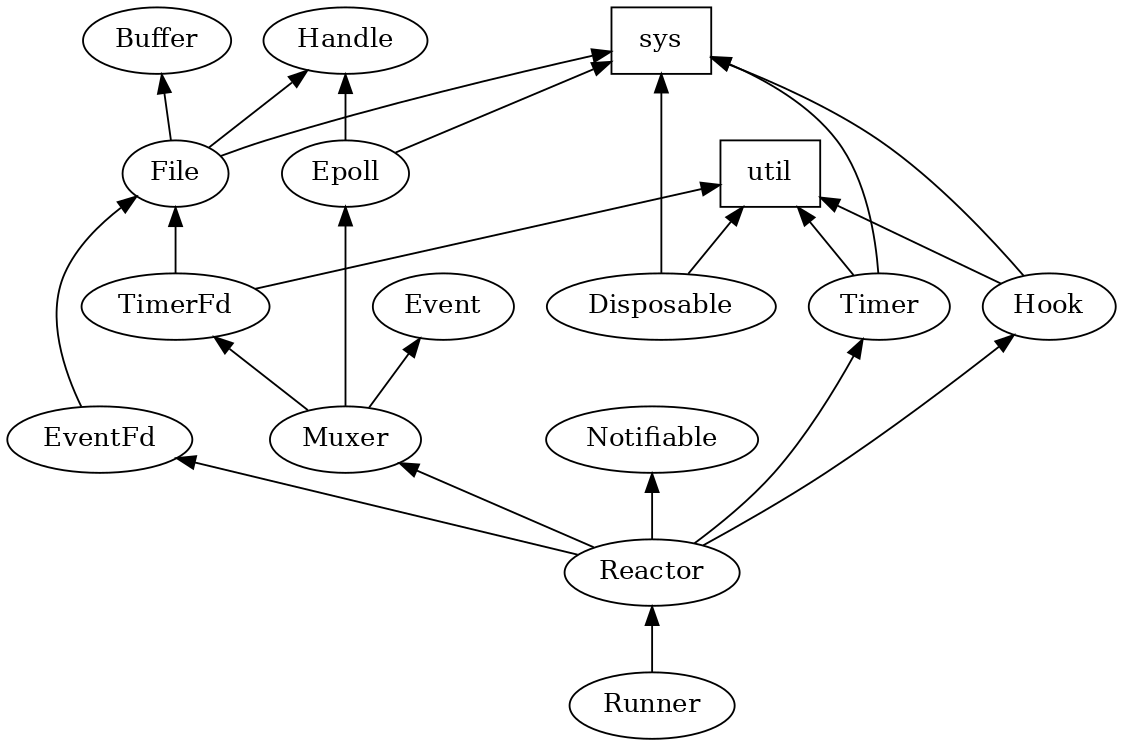 Buffer
Handle
sys
File
Epoll
util
TimerFd
Event
Disposable
Timer
Hook
EventFd
Muxer
Notifiable
Reactor
Runner